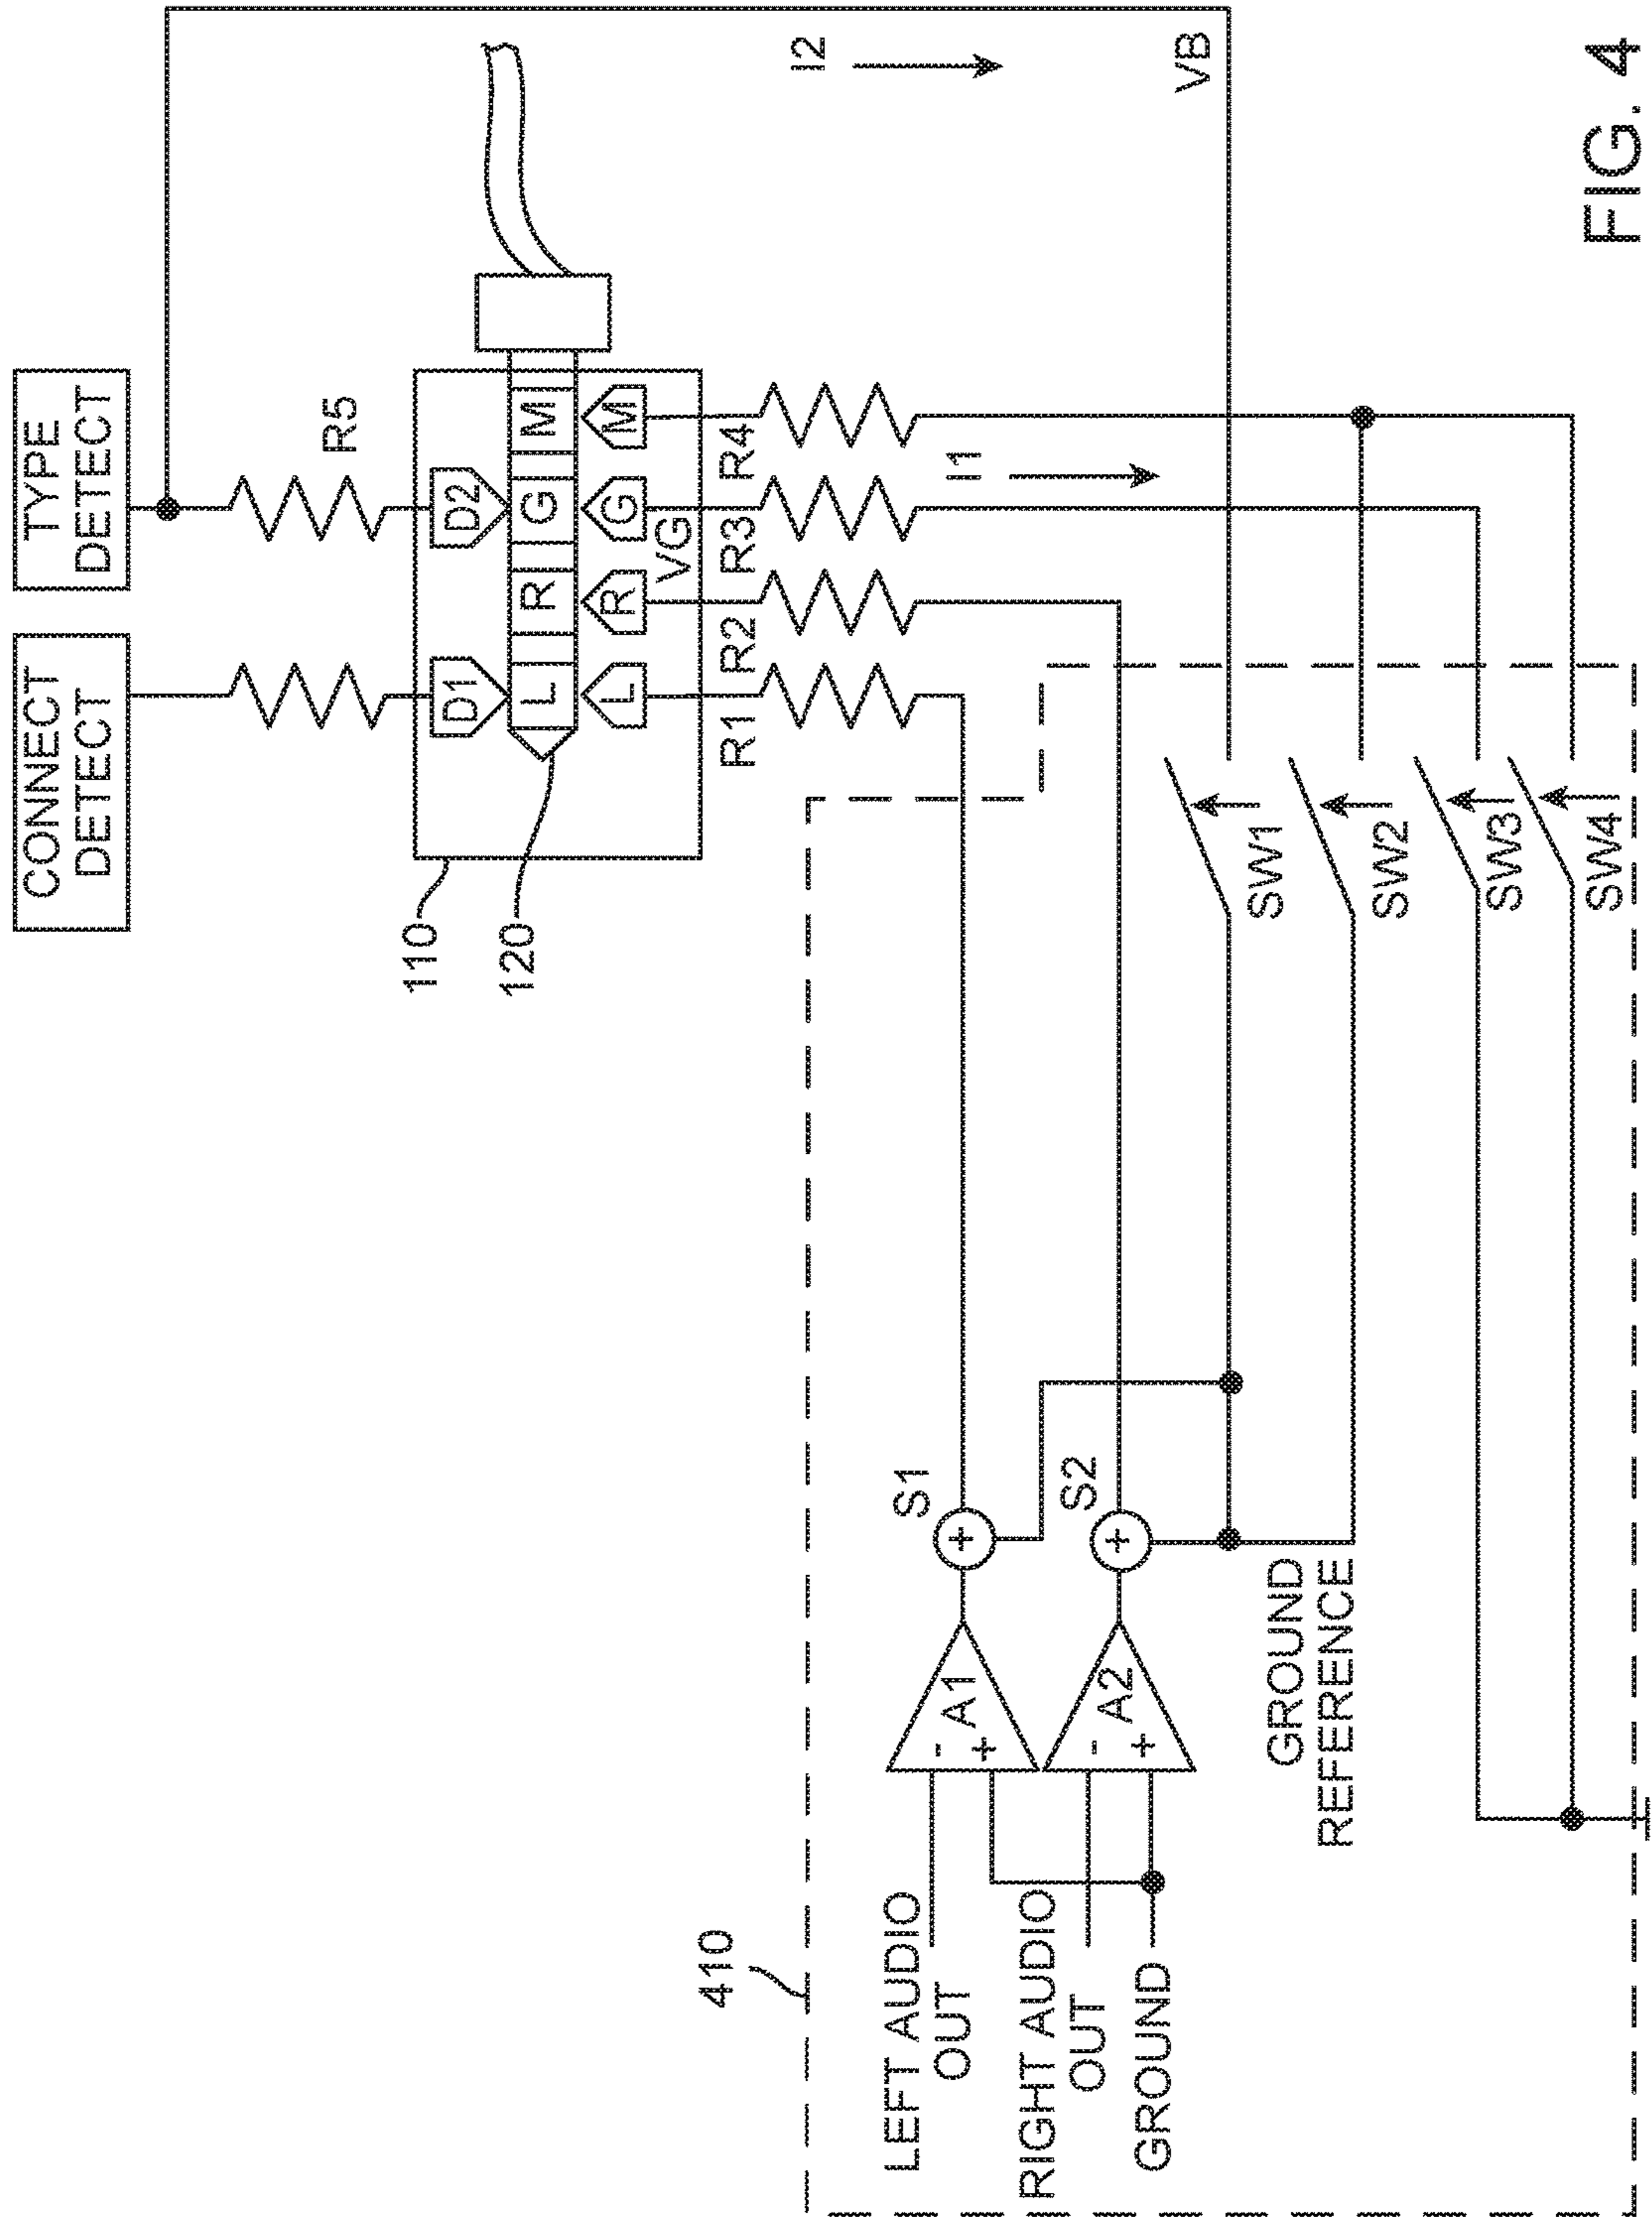 CONNECT
DETECT
TYPE
DETECT
R5
D1
D2
L
R
G
M
L
R
G
M
VG
110
120
R1
R2
R3
R4
I1
I2
VB
410
S1
S2
+
+
A1
-
+
A2
-
+
LEFT AUDIO
OUT
RIGHT AUDIO
OUT
GROUND
GROUND
REFERENCE
SW1
SW2
SW3
SW4
FIG. 4